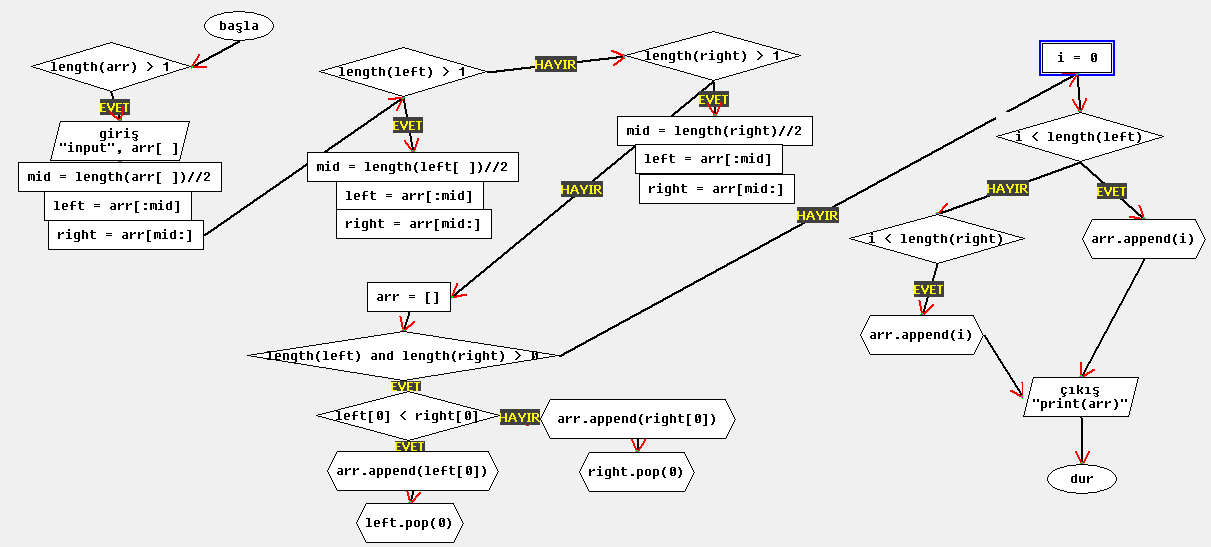 başla
length(arr) > 1
EVET
giriş
"input", arr[ ]
mid = length(arr[ ])//2
left = arr[:mid]
right = arr[mid:]
length(left) > 1
HAYIR
EVET
mid = length(left[ ])//2
left = arr[:mid]
right = arr[mid:]
length(right) > 1
EVET
mid = length(right)//2
left = arr[:mid]
right = arr[mid:]
HAYIR
arr = []
length(left) and length(right) > 0
HAYIR
EVET
left[0] < right[0]
HAYIR
arr.append(right[0])
right.pop(0)
EVET
arr.append(left[0])
left.pop(0)
i = 0
i < length(left)
HAYIR
EVET
i < length(right)
arr.append(i)
EVET
arr.append(i)
çıkış
"print(arr)"
dur